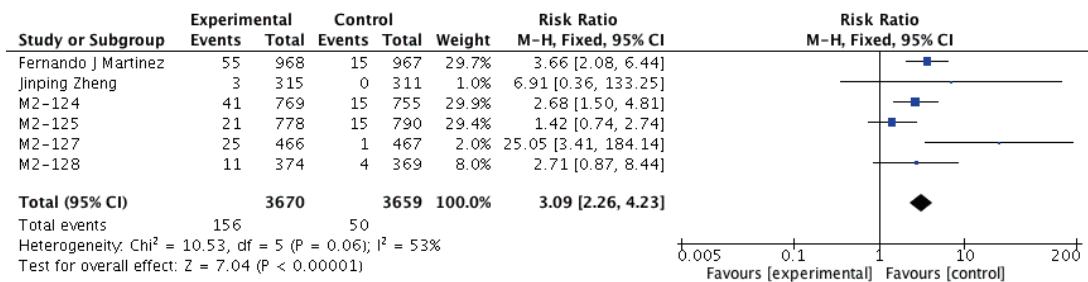 Experimental Control Risk Ratio Risk Ratio
Study or Subgroup Events Total Events Total Weight M-H, Fixed, 95% CI M-H, Fixed, 95% CI
Fernando J Martinez 55 968 15 967 29.7% 3.66 [2.08, 6.44]
Jinping Zheng 3 315 0 311 1.0% 6.91 [0.36, 133.25]
M2-124 41 769 15 755 29.9% 2.68 [1.50, 4.81]
M2-125 21 778 15 790 29.4% 1.42 [0.74, 2.74]
M2-127 25 466 1 467 2.0% 25.05 [3.41, 184.14]
M2-128 11 374 4 369 8.0% 2.71 [0.87, 8.44]
Total (95% CI) 3670 3659 100.0% 3.09 [2.26, 4.23]
Total events 156 50
Heterogeneity: Chi² = 10.53, df = 5 (P = 0.06); I² = 53%
Test for overall effect: Z = 7.04 (P < 0.00001)
0.005 0.1 1 10 200
Favours [experimental] Favours [control]